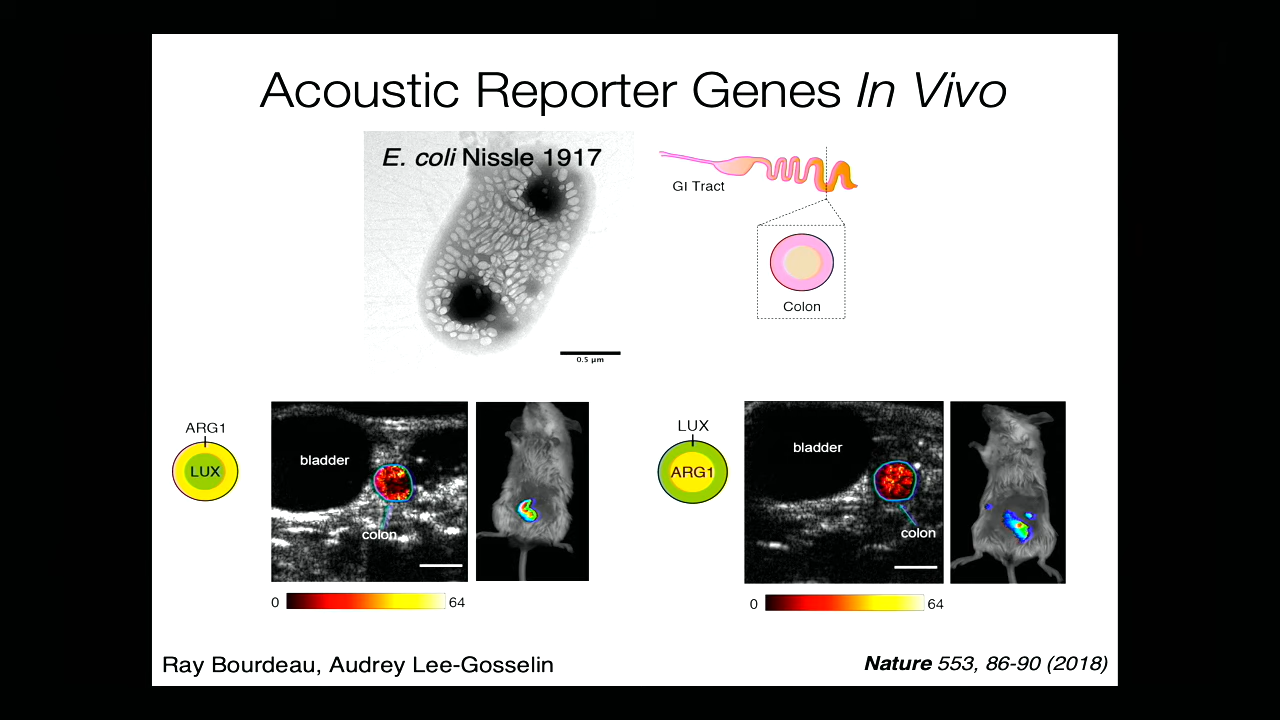 Acoustic Reporter Genes In Vivo
E. coli Nissle 1917
0.5 µm
GI Tract
Colon
ARG1
LUX
bladder
colon
0
64
LUX
ARG1
bladder
colon
0
64
Ray Bourdeau, Audrey Lee-Gosselin
Nature 553, 86-90 (2018)